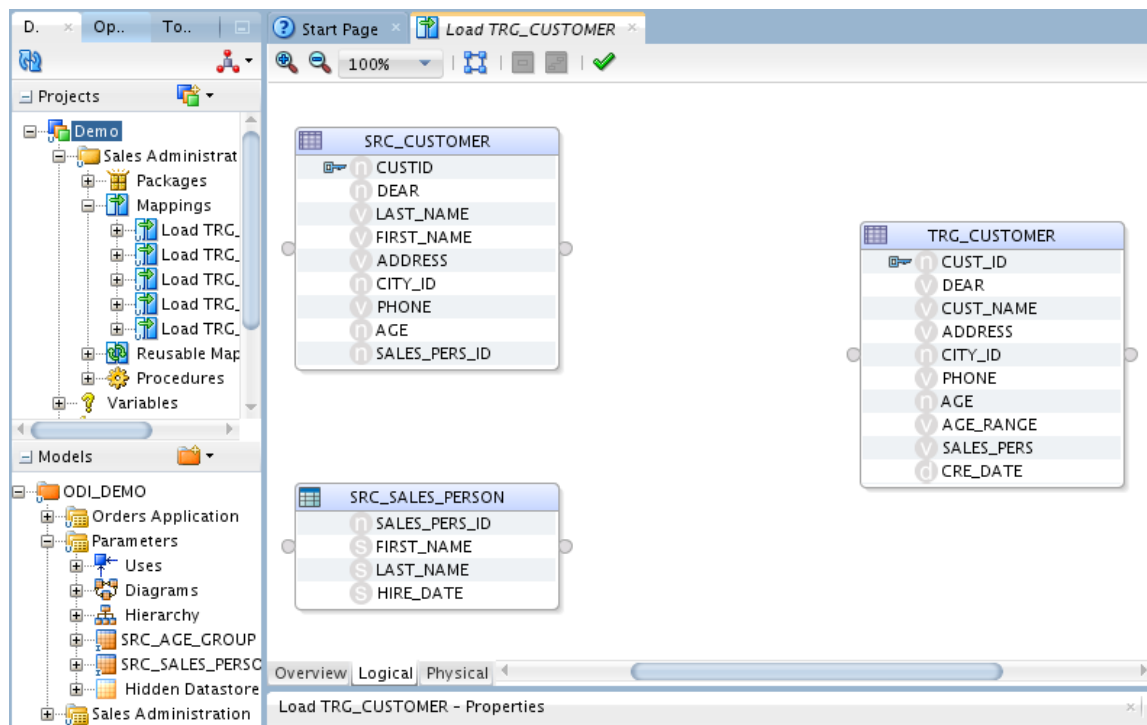 D.
Op..
To..
Start Page
Load TRG_CUSTOMER
100%
Projects
Demo
Sales Administrat
Packages
Mappings
Load TRG_
Load TRG_
Load TRG_
Load TRG_
Load TRG_
Reusable Map
Procedures
Variables
Models
ODI_DEMO
Orders Application
Parameters
Uses
Diagrams
Hierarchy
SRC_AGE_GROUP
SRC_SALES_PERSO
Hidden Datastore
Sales Administration
SRC_CUSTOMER
n CUSTID
n DEAR
v LAST_NAME
v FIRST_NAME
v ADDRESS
n CITY_ID
v PHONE
n AGE
n SALES_PERS_ID
SRC_SALES_PERSON
n SALES_PERS_ID
S FIRST_NAME
S LAST_NAME
S HIRE_DATE
TRG_CUSTOMER
n CUST_ID
v DEAR
v CUST_NAME
v ADDRESS
n CITY_ID
v PHONE
n AGE
v AGE_RANGE
v SALES_PERS
d CRE_DATE
Overview Logical Physical
Load TRG_CUSTOMER - Properties